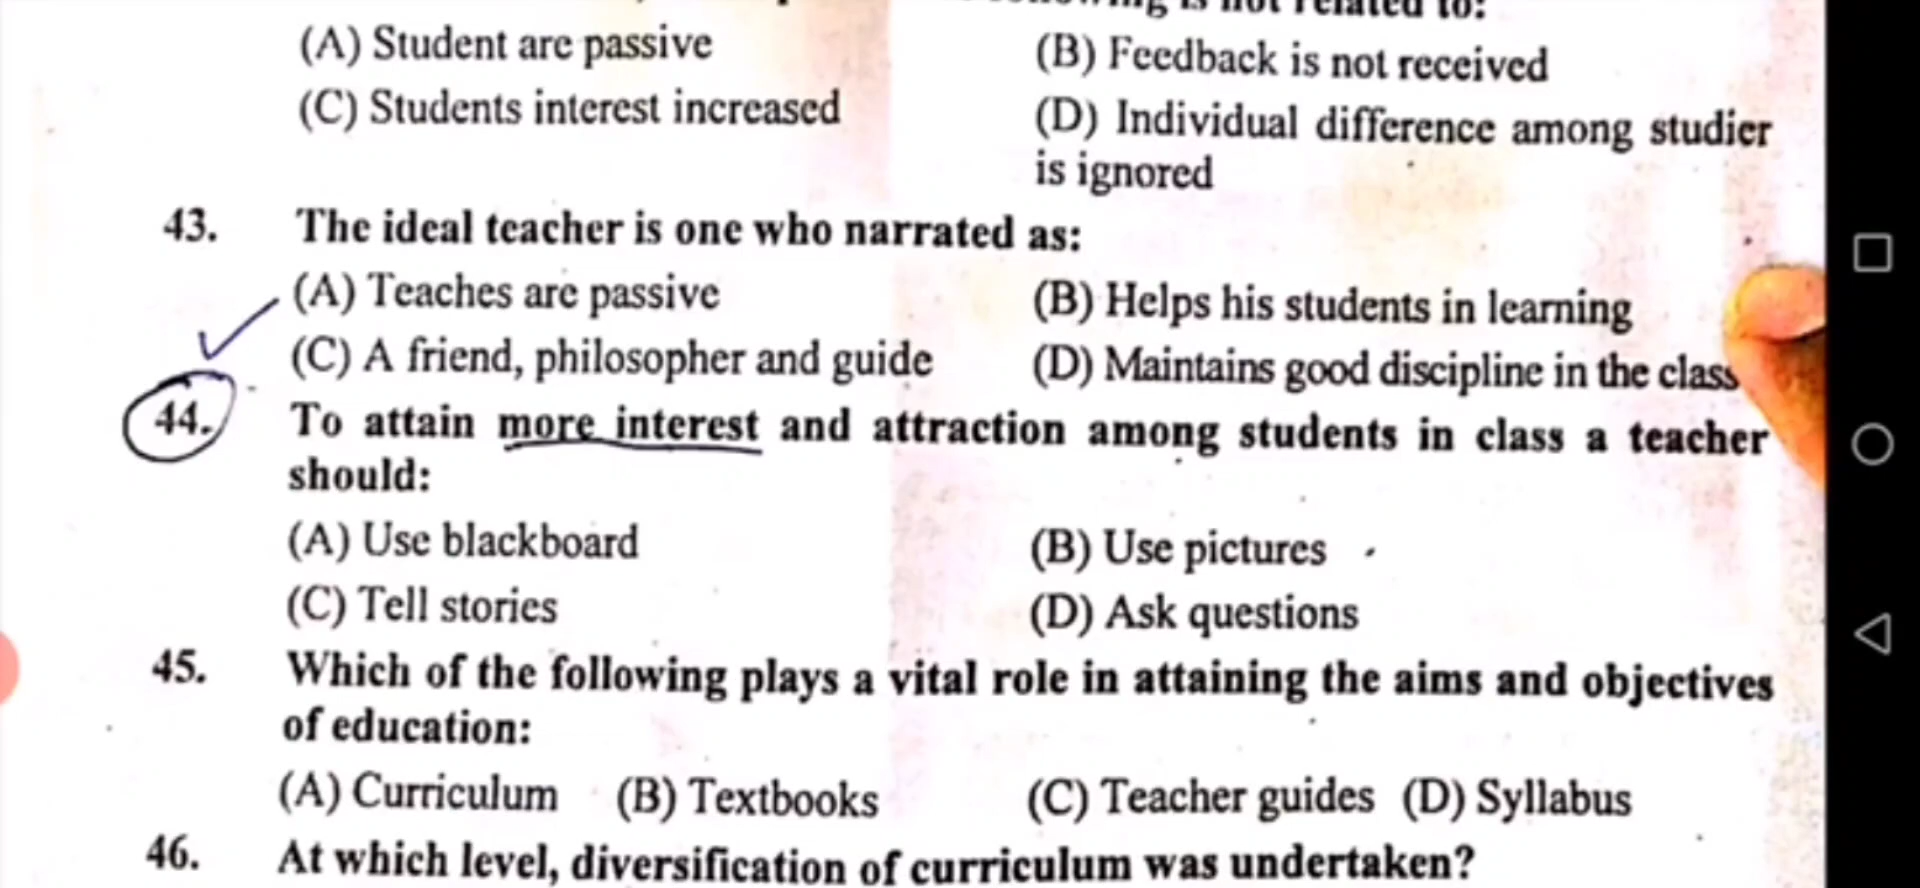 is not related to:
(A) Student are passive (B) Feedback is not received
(C) Students interest increased (D) Individual difference among studier
is ignored
43. The ideal teacher is one who narrated as:
(A) Teaches are passive (B) Helps his students in learning
(C) A friend, philosopher and guide (D) Maintains good discipline in the class
44. To attain more interest and attraction among students in class a teacher
should:
(A) Use blackboard (B) Use pictures
(C) Tell stories (D) Ask questions
45. Which of the following plays a vital role in attaining the aims and objectives
of education:
(A) Curriculum (B) Textbooks (C) Teacher guides (D) Syllabus
46. At which level, diversification of curriculum was undertaken?